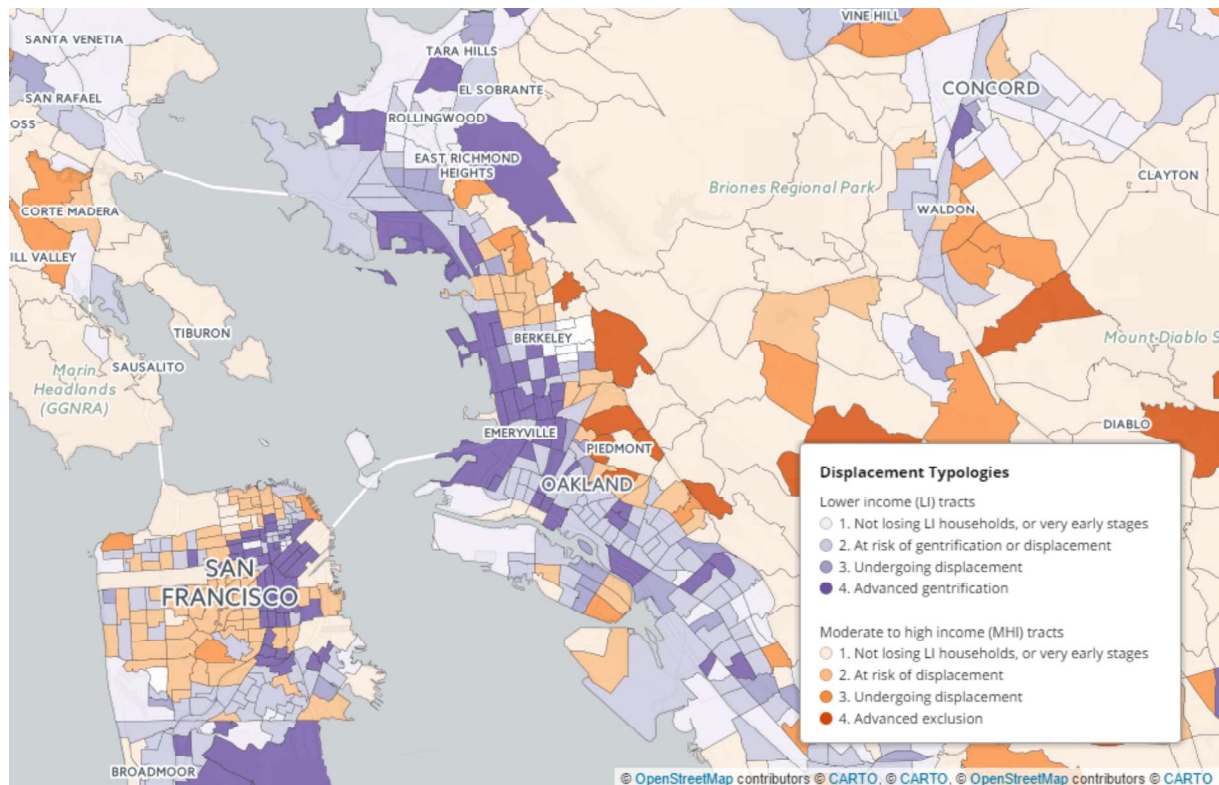 SANTA VENETIA
VINE HILL
TARA HILLS
CONCORD
SAN RAFAEL
EL SOBRANTE
OSS
ROLLINGWOOD
EAST RICHMOND
HEIGHTS
CLAYTON
Briones Regional Park
CORTE MADERA
WALDON
ILL VALLEY
TIBURON
BERKELEY
Mount Diablo S
SAUSALITO
Marin
Headlands
(GGNRA)
DIABLO
EMERYVILLE
PIEDMONT
OAKLAND
SAN
FRANCISCO
BROADMOOR
Displacement Typologies
Lower income (LI) tracts
1. Not losing LI households, or very early stages
2. At risk of gentrification or displacement
3. Undergoing displacement
4. Advanced gentrification
Moderate to high income (MHI) tracts
1. Not losing LI households, or very early stages
2. At risk of displacement
3. Undergoing displacement
4. Advanced exclusion
© OpenStreetMap contributors © CARTO, © CARTO, © OpenStreetMap contributors © CARTO